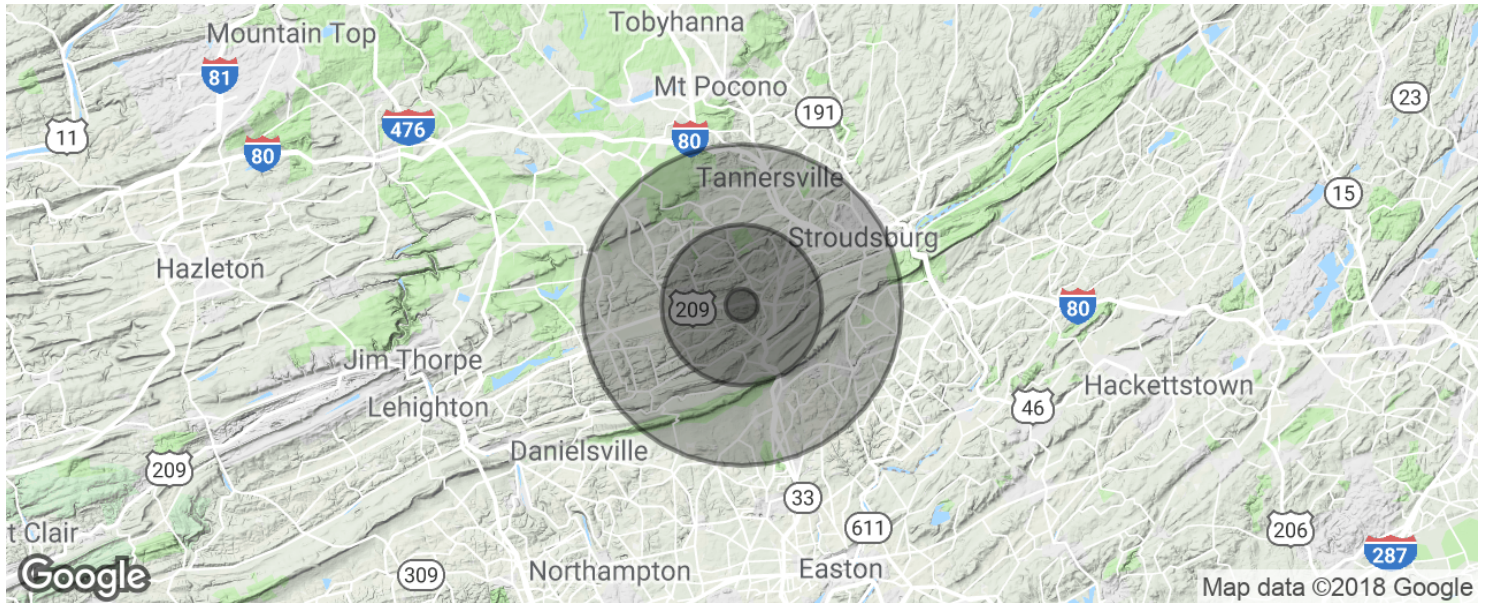 Tobyhanna
Mountain Top
81
Mt Pocono
23
191
11
476
80
80
Tannersville
15
Stroudsburg
Hazleton
209
80
Jim Thorpe
Hackettstown
Lehighton
46
Danielsville
209
33
t Clair
611
206
287
Northampton
Easton
309
Google
Map data ©2018 Google